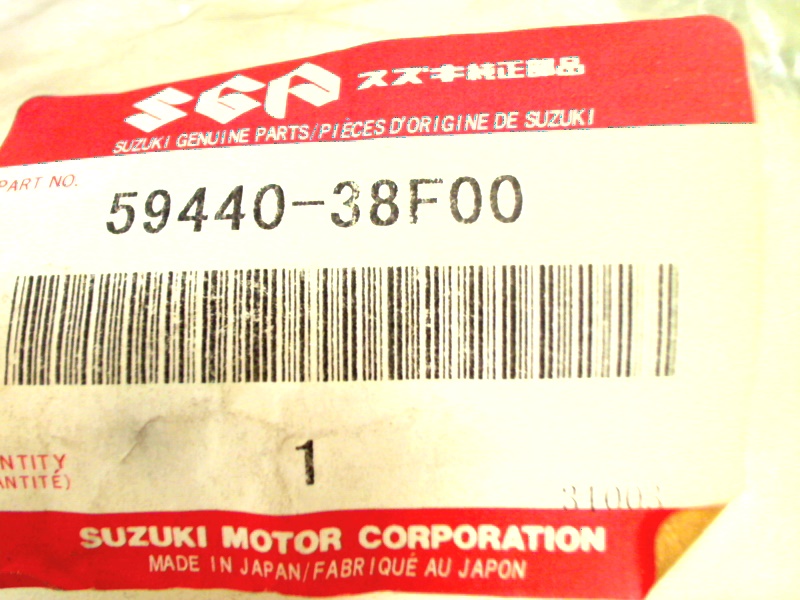 SGP スズキ純正部品
SUZUKI GENUINE PARTS/PIÈCES D'ORIGINE DE SUZUKI
PART NO.
59440-38F00
1
NTITY
ANTITÉ)
31003
SUZUKI MOTOR CORPORATION
MADE IN JAPAN/FABRIQUÉ AU JAPON